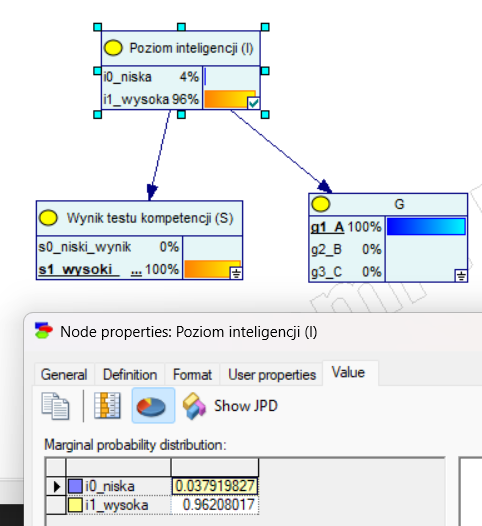 Poziom inteligencji (I)
i0_niska 4%
i1_wysoka 96%
Wynik testu kompetencji (S)
s0_niski_wynik 0%
s1_wysoki_ ... 100%
G
g1_A 100%
g2_B 0%
g3_C 0%
Node properties: Poziom inteligencji (I)
General Definition Format User properties Value
Show JPD
Marginal probability distribution:
i0_niska 0.037919827
i1_wysoka 0.96208017